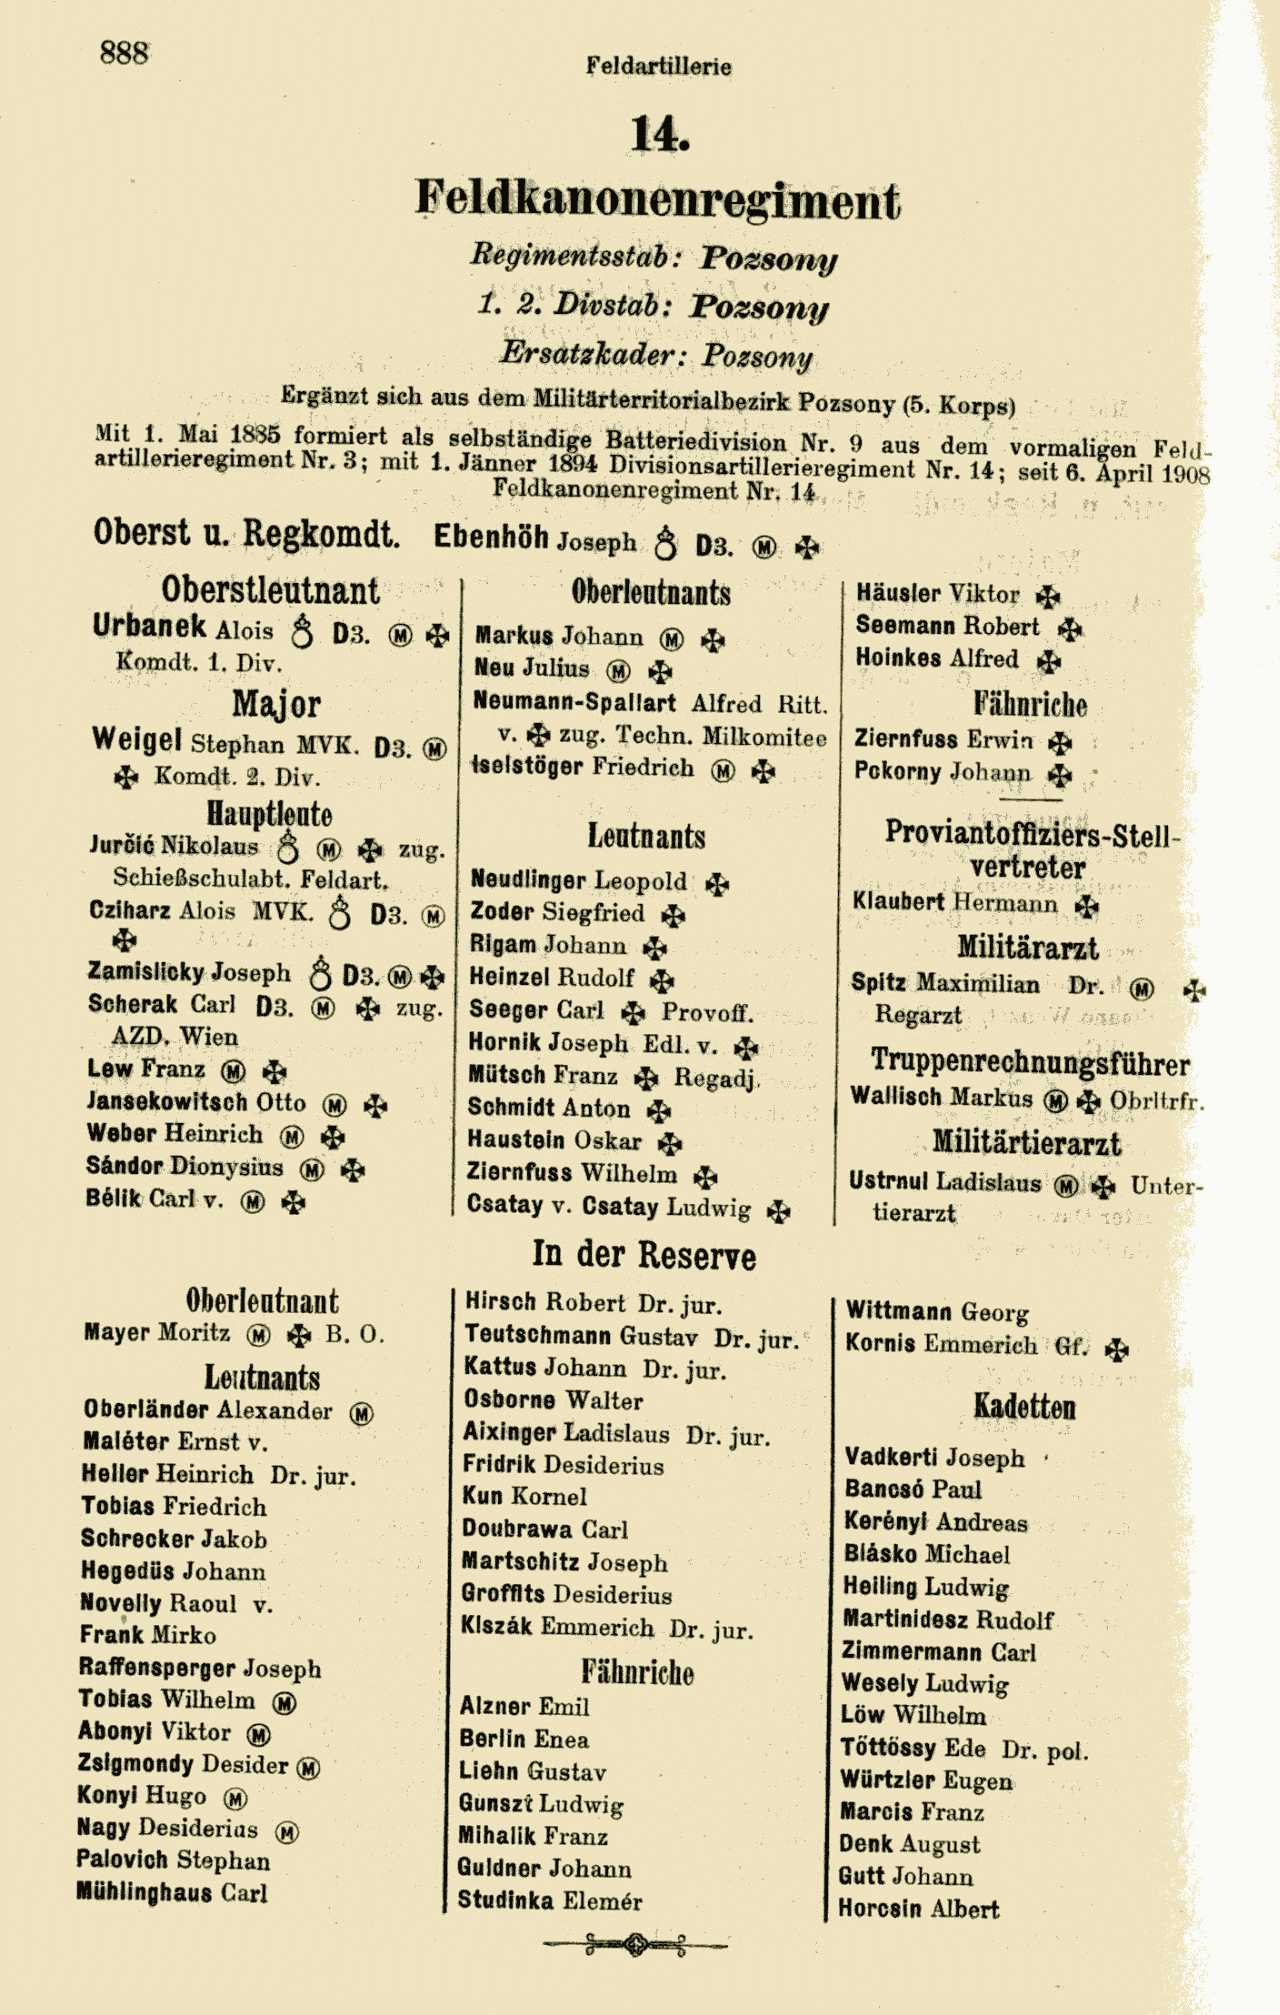 888
Feldartillerie
14.
Feldkanonenregiment
Regimentsstab: Pozsony
1. 2. Divstab: Pozsony
Ersatzkader: Pozsony
Ergänzt sich aus dem Militärterritorialbezirk Pozsony (5. Korps)
Mit 1. Mai 1885 formiert als selbständige Batteriedivision Nr. 9 aus dem vormaligen Feld-
artillerieregiment Nr. 3; mit 1. Jänner 1894 Divisionsartillerieregiment Nr. 14; seit 6. April 1908
Feldkanonenregiment Nr. 14
Oberst u. Regkomdt. Ebenhöh Joseph D3. Ⓜ ✠
Oberstleutnant
Urbanek Alois D3. Ⓜ ✠
Komdt. 1. Div.
Major
Weigel Stephan MVK. D3. Ⓜ
✠ Komdt. 2. Div.
Hauptleute
Jurčić Nikolaus Ⓜ ✠ zug.
Schießschulabt. Feldart.
Cziharz Alois MVK. D3. Ⓜ
✠
Zamislicky Joseph D3. Ⓜ ✠
Scherak Carl D3. Ⓜ ✠ zug.
AZD. Wien
Lew Franz Ⓜ ✠
Jansekowitsch Otto Ⓜ ✠
Weber Heinrich Ⓜ ✠
Sándor Dionysius Ⓜ ✠
Bélik Carl v. Ⓜ ✠
Oberleutnants
Markus Johann Ⓜ ✠
Neu Julius Ⓜ ✠
Neumann-Spallart Alfred Ritt.
v. ✠ zug. Techn. Milkomitee
Iselstöger Friedrich Ⓜ ✠
Leutnants
Neudlinger Leopold ✠
Zoder Siegfried ✠
Rigam Johann ✠
Heinzel Rudolf ✠
Seeger Carl ✠ Provoff.
Hornik Joseph Edl. v. ✠
Mütsch Franz ✠ Regadj.
Schmidt Anton ✠
Haustein Oskar ✠
Ziernfuss Wilhelm ✠
Csatay v. Csatay Ludwig ✠
Häusler Viktor ✠
Seemann Robert ✠
Hoinkes Alfred ✠
Fähnriche
Ziernfuss Erwin ✠
Pokorny Johann ✠
Proviantoffiziers-Stell-
vertreter
Klaubert Hermann ✠
Militärarzt
Spitz Maximilian Dr. Ⓜ ✠
Regarzt
Truppenrechnungsführer
Wallisch Markus Ⓜ ✠ Obrltrfr.
Militärtierarzt
Ustrnul Ladislaus Ⓜ ✠ Unter-
tierarzt
In der Reserve
Oberleutnant
Mayer Moritz Ⓜ ✠ B. O.
Leutnants
Oberländer Alexander Ⓜ
Maléter Ernst v.
Heller Heinrich Dr. jur.
Tobias Friedrich
Schrecker Jakob
Hegedüs Johann
Novelly Raoul v.
Frank Mirko
Raffensperger Joseph
Tobias Wilhelm Ⓜ
Abonyi Viktor Ⓜ
Zsigmondy Desider Ⓜ
Konyi Hugo Ⓜ
Nagy Desiderius Ⓜ
Palovich Stephan
Mühlinghaus Carl
Hirsch Robert Dr. jur.
Teutschmann Gustav Dr. jur.
Kattus Johann Dr. jur.
Osborne Walter
Aixinger Ladislaus Dr. jur.
Fridrik Desiderius
Kun Kornel
Doubrawa Carl
Martschitz Joseph
Groffits Desiderius
Kiszák Emmerich Dr. jur.
Fähnriche
Alzner Emil
Berlin Enea
Liehn Gustav
Gunszt Ludwig
Mihalik Franz
Guldner Johann
Studinka Elemér
Wittmann Georg
Kornis Emmerich Gf. ✠
Kadetten
Vadkerti Joseph
Bancsó Paul
Kerényi Andreas
Blásko Michael
Heiling Ludwig
Martinidesz Rudolf
Zimmermann Carl
Wesely Ludwig
Löw Wilhelm
Töttössy Ede Dr. pol.
Würtzler Eugen
Marcis Franz
Denk August
Gutt Johann
Horcsin Albert